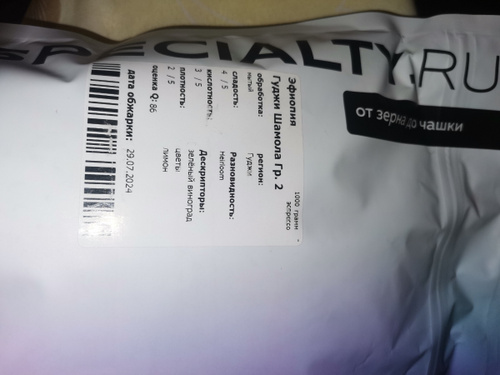 SPECIALTY.RU
от зерна до чашки
Эфиопия
1000 грамм
Гуджи Шамола Гр. 2
эспрессо
обработка:
мытый
регион:
Гуджи
сладость:
4 / 5
Разновидность:
Heirloom
кислотность:
3 / 5
Дескрипторы:
зелёный виноград
плотность:
2 / 5
цветы
лимон
оценка Q: 86
дата обжарки: 29.07.2024